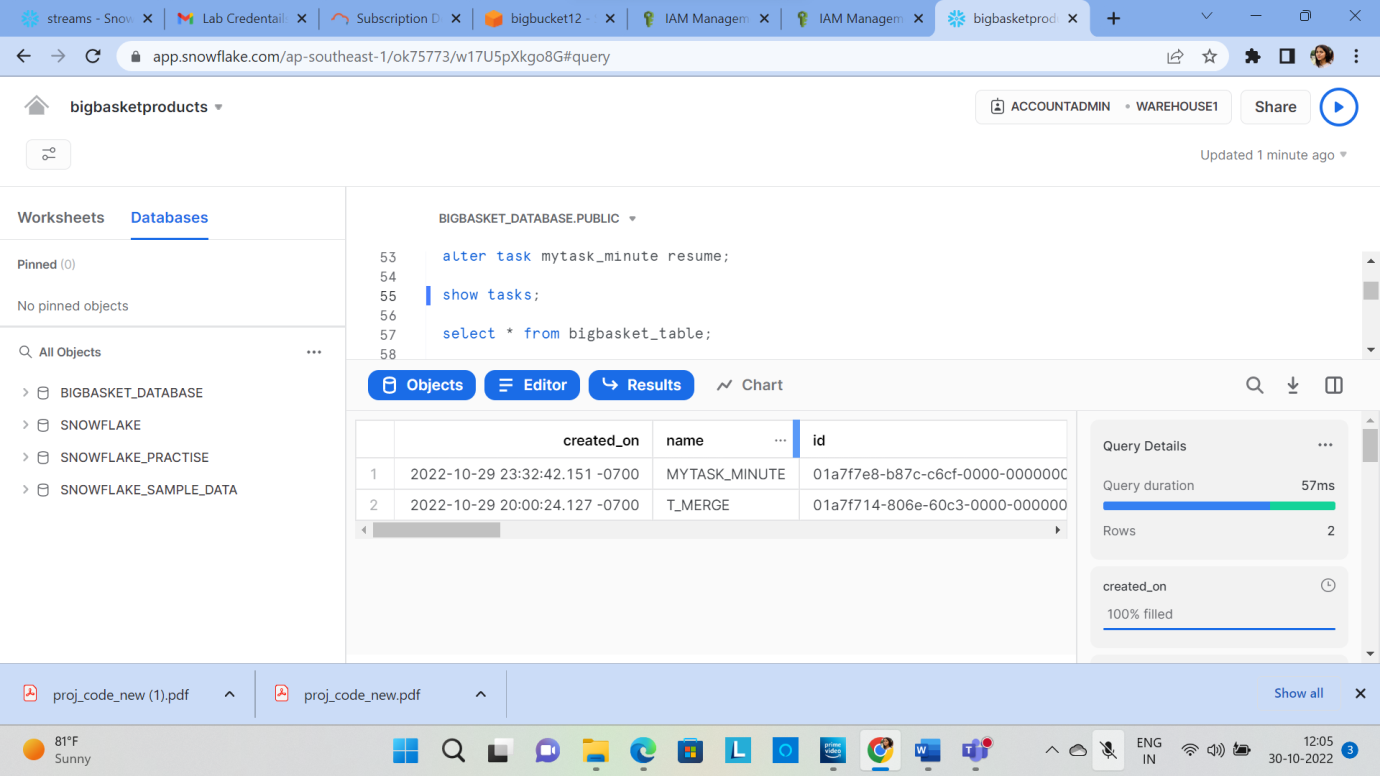 streams - Snow
Lab Credentails
Subscription D
bigbucket12 - S
IAM Managem
IAM Managem
bigbasketprod
app.snowflake.com/ap-southeast-1/ok75773/w17U5pXkgo8G#query
bigbasketproducts
ACCOUNTADMIN • WAREHOUSE1
Share
Updated 1 minute ago
Worksheets Databases
Pinned (0)
No pinned objects
All Objects
BIGBASKET_DATABASE
SNOWFLAKE
SNOWFLAKE_PRACTISE
SNOWFLAKE_SAMPLE_DATA
BIGBASKET_DATABASE.PUBLIC
53 alter task mytask_minute resume;
54
55 show tasks;
56
57 select * from bigbasket_table;
58
Objects Editor Results Chart
created_on name ... id
1 2022-10-29 23:32:42.151 -0700 MYTASK_MINUTE 01a7f7e8-b87c-c6cf-0000-0000000
2 2022-10-29 20:00:24.127 -0700 T_MERGE 01a7f714-806e-60c3-0000-000000
Query Details ...
Query duration 57ms
Rows 2
created_on
100% filled
proj_code_new (1).pdf
proj_code_new.pdf
Show all
81°F
Sunny
L
prime video
W
T
ENG
IN
12:05
30-10-2022
3